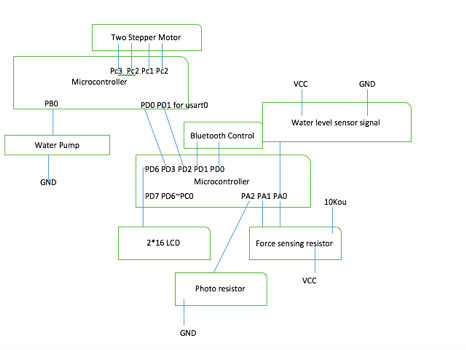 Two Stepper Motor
Pc3 Pc2 Pc1 Pc2
Microcontroller
PB0
PD0 PD1 for usart0
VCC
GND
Water level sensor signal
Water Pump
Bluetooth Control
GND
PD6 PD3 PD2 PD1 PD0
Microcontroller
PD7 PD6~PC0
PA2 PA1 PA0
10Kou
2*16 LCD
Force sensing resistor
VCC
Photo resistor
GND